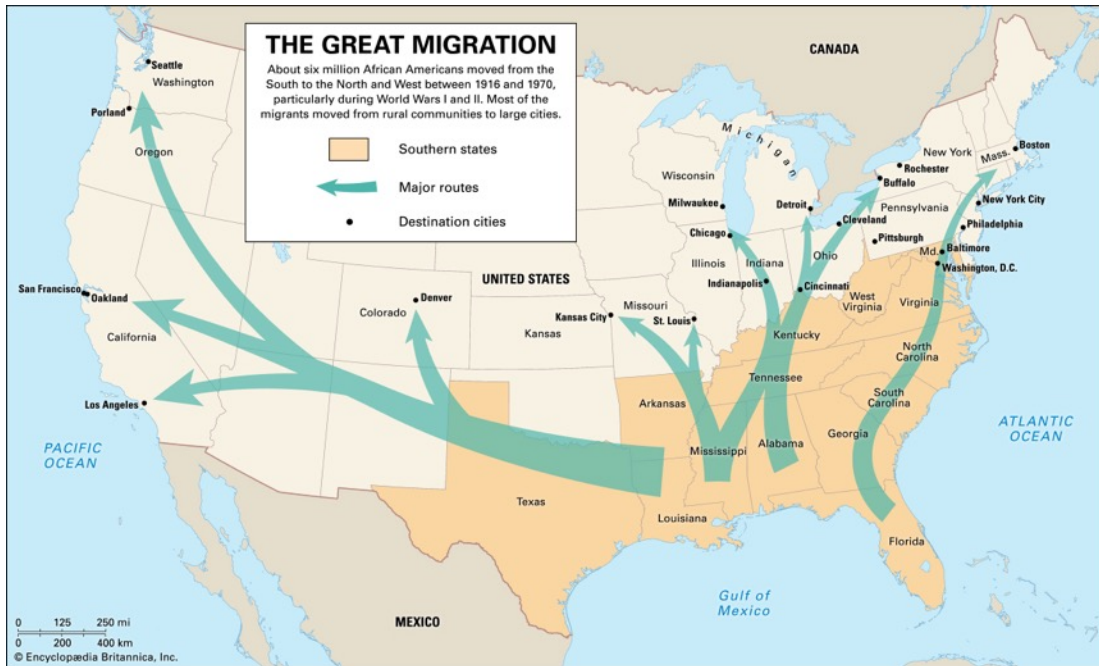 THE GREAT MIGRATION
About six million African Americans moved from the
South to the North and West between 1916 and 1970,
particularly during World Wars I and II. Most of the
migrants moved from rural communities to large cities.
Southern states
Major routes
Destination cities
CANADA
Seattle
Washington
Porland
Oregon
San Francisco
Oakland
California
Los Angeles
PACIFIC
OCEAN
UNITED STATES
Colorado
Denver
Kansas
Kansas City
Missouri
St. Louis
Wisconsin
Milwaukee
Michigan
Chicago
Detroit
Illinois
Indiana
Indianapolis
Ohio
Cleveland
Cincinnati
New York
Rochester
Buffalo
Mass.
Boston
New York City
Pennsylvania
Pittsburgh
Philadelphia
Md.
Baltimore
Washington, D.C.
West
Virginia
Virginia
Kentucky
North
Carolina
Tennessee
South
Carolina
Arkansas
Mississippi
Alabama
Georgia
Texas
Louisiana
Florida
ATLANTIC
OCEAN
Gulf of
Mexico
MEXICO
0 125 250 mi
0 200 400 km
© Encyclopædia Britannica, Inc.